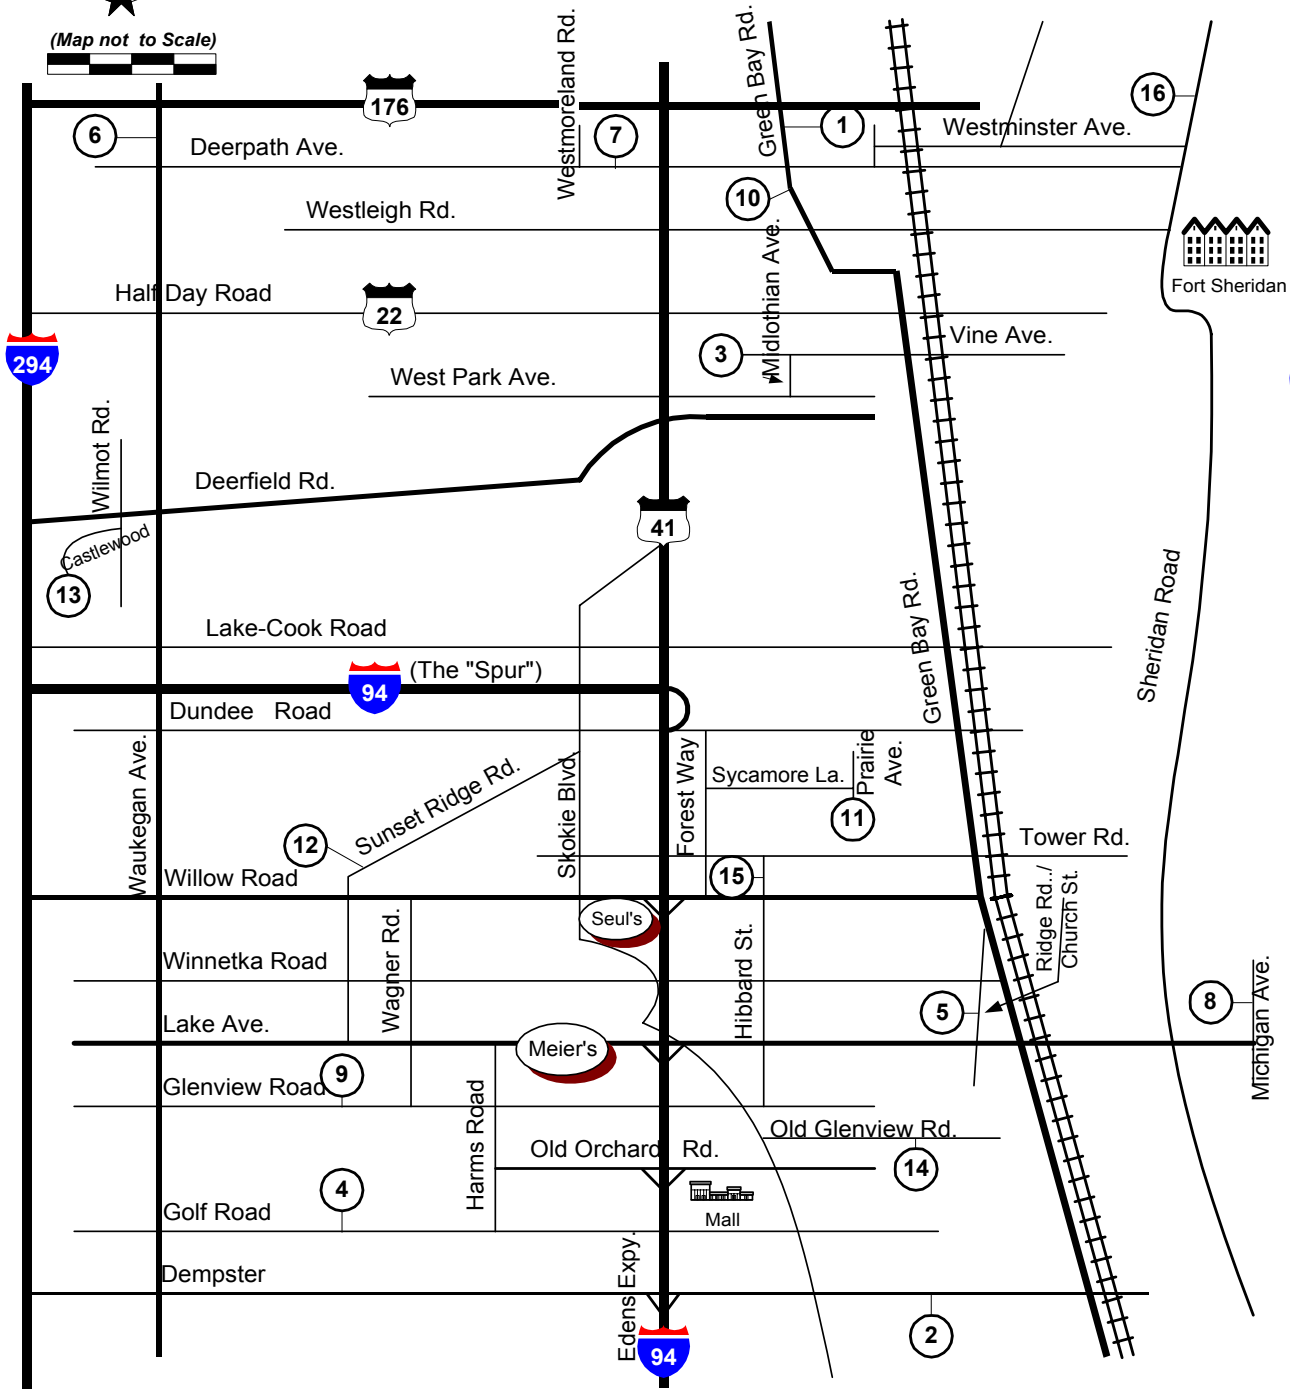 (Map not to Scale)
Westmoreland Rd.
Green Bay Rd.
176
16
6
7
1
Westminster Ave.
Deerpath Ave.
10
Westleigh Rd.
Midlothian Ave.
Fort Sheridan
Half Day Road
22
294
3
Vine Ave.
West Park Ave.
Wilmot Rd.
Deerfield Rd.
41
Castlewood
13
Green Bay Rd.
Sheridan Road
Lake-Cook Road
94
(The "Spur")
Dundee Road
Waukegan Ave.
Sunset Ridge Rd.
Skokie Blvd.
Forest Way
Sycamore La.
Prairie
Ave.
11
12
Tower Rd.
Willow Road
15
Ridge Rd../
Church St.
Seul's
Wagner Rd.
Hibbard St.
Winnetka Road
Michigan Ave.
8
5
Lake Ave.
Meier's
9
Glenview Road
Harms Road
Old Glenview Rd.
Old Orchard Rd.
14
4
Golf Road
Mall
Edens Expy.
Dempster
2
94